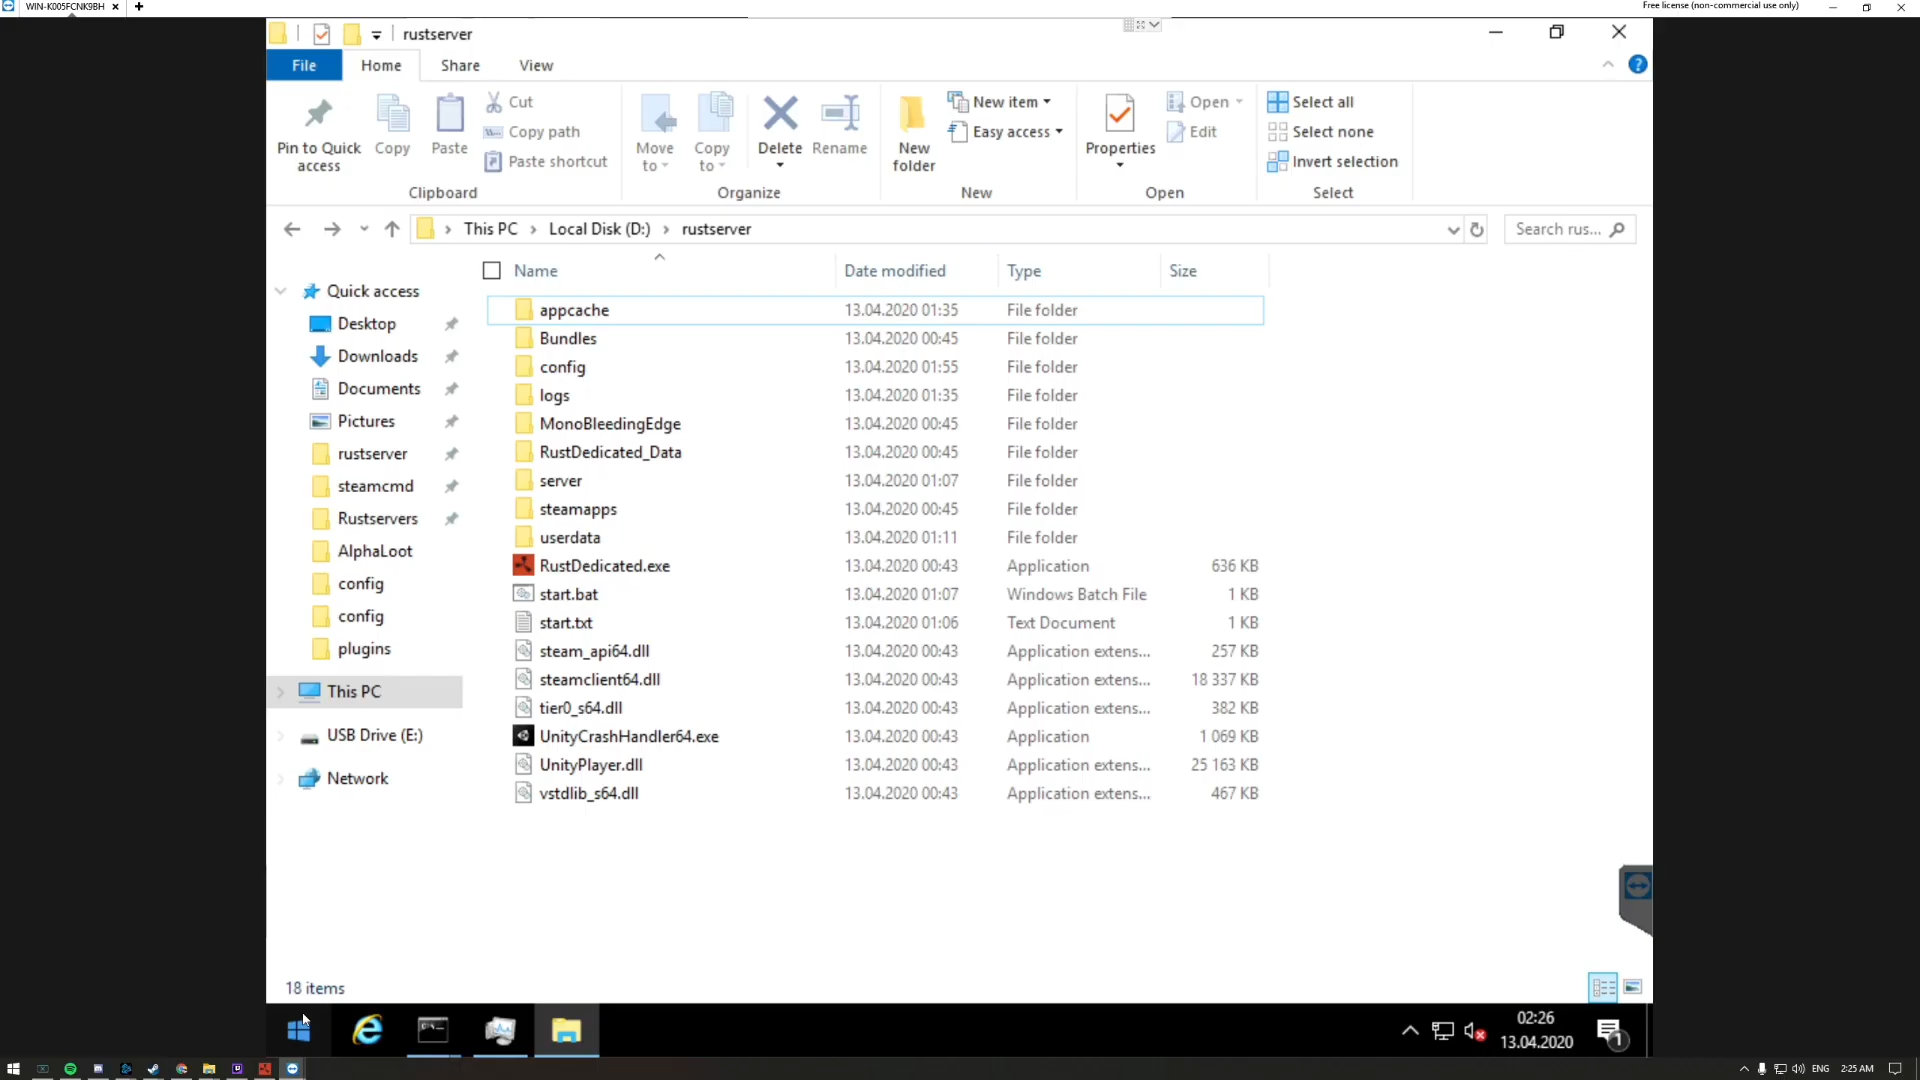 WIN-K005FCNK9BH
Free license (non-commercial use only)
rustserver
File
Home
Share
View
Pin to Quick access
Copy
Paste
Cut
Copy path
Paste shortcut
Clipboard
Move to
Copy to
Delete
Rename
Organize
New folder
New item
Easy access
New
Properties
Open
Edit
Open
Select all
Select none
Invert selection
Select
This PC
Local Disk (D:)
rustserver
Search rus...
Name
Date modified
Type
Size
Quick access
Desktop
Downloads
Documents
Pictures
rustserver
steamcmd
Rustservers
AlphaLoot
config
config
plugins
This PC
USB Drive (E:)
Network
appcache 13.04.2020 01:35 File folder
Bundles 13.04.2020 00:45 File folder
config 13.04.2020 01:55 File folder
logs 13.04.2020 01:35 File folder
MonoBleedingEdge 13.04.2020 00:45 File folder
RustDedicated_Data 13.04.2020 00:45 File folder
server 13.04.2020 01:07 File folder
steamapps 13.04.2020 00:45 File folder
userdata 13.04.2020 01:11 File folder
RustDedicated.exe 13.04.2020 00:43 Application 636 KB
start.bat 13.04.2020 01:07 Windows Batch File 1 KB
start.txt 13.04.2020 01:06 Text Document 1 KB
steam_api64.dll 13.04.2020 00:43 Application extens... 257 KB
steamclient64.dll 13.04.2020 00:43 Application extens... 18 337 KB
tier0_s64.dll 13.04.2020 00:43 Application extens... 382 KB
UnityCrashHandler64.exe 13.04.2020 00:43 Application 1 069 KB
UnityPlayer.dll 13.04.2020 00:43 Application extens... 25 163 KB
vstdlib_s64.dll 13.04.2020 00:43 Application extens... 467 KB
18 items
02:26
13.04.2020
1
ENG
2:25 AM